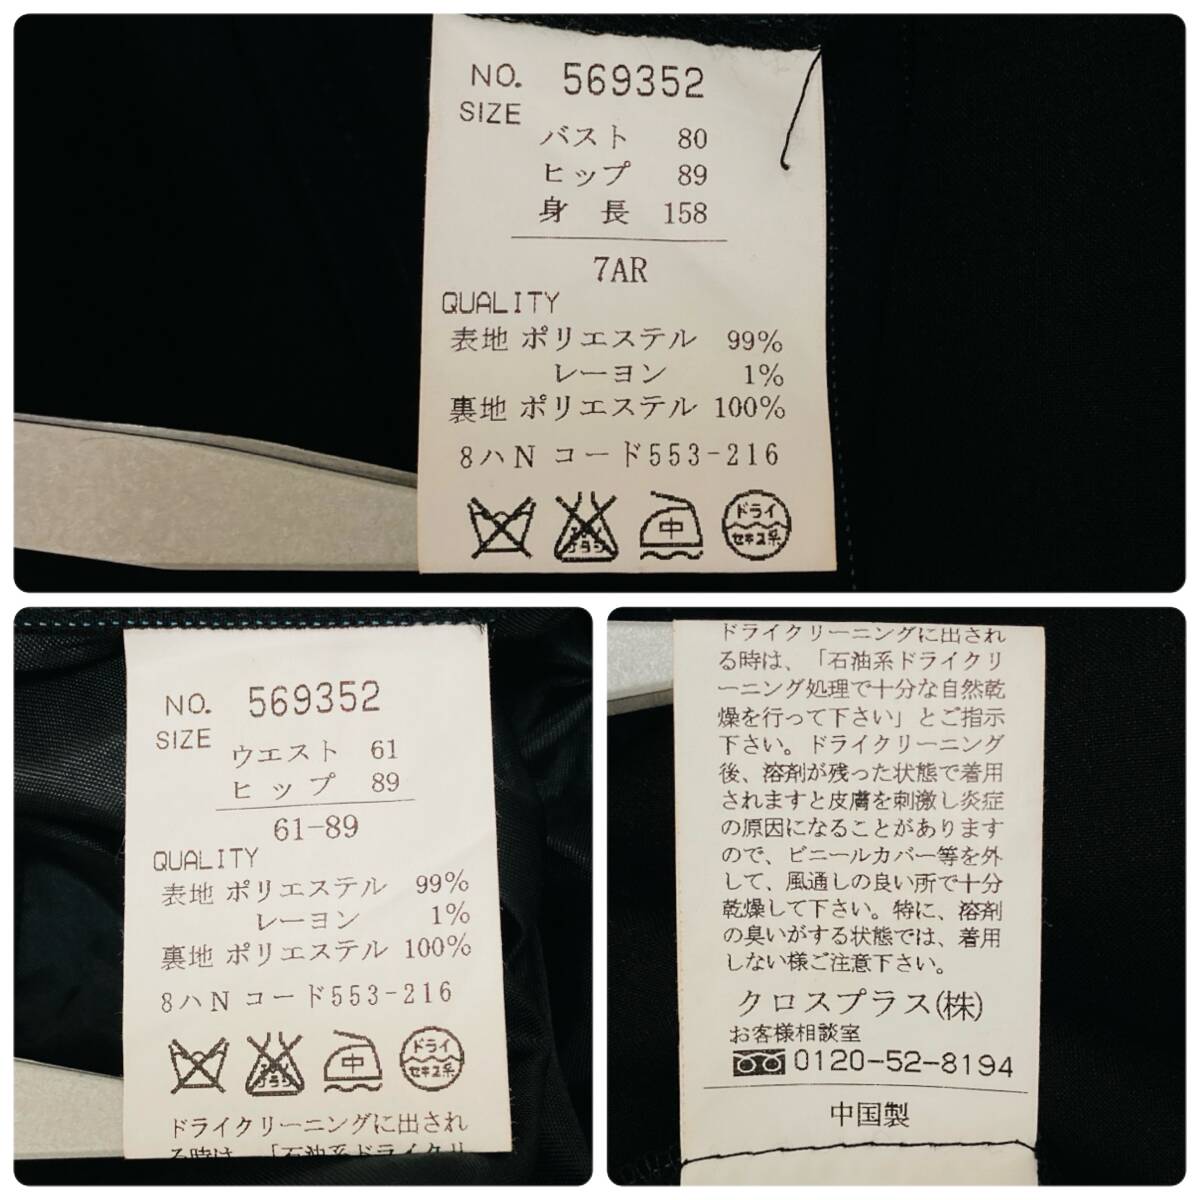 NO. 569352
SIZE
バスト 80
ヒップ 89
身 長 158
7AR
QUALITY
表地 ポリエステル 99%
レーヨン 1%
裏地 ポリエステル 100%
8ハN コード553-216
中
ドライ
セキユ系
NO. 569352
SIZE
ウエスト 61
ヒップ 89
61-89
QUALITY
表地 ポリエステル 99%
レーヨン 1%
裏地 ポリエステル 100%
8ハN コード553-216
中
ドライ
セキユ系
ドライクリーニングに出され
る時は、「石油系ドライクリ
ドライクリーニングに出され
る時は、「石油系ドライクリ
ーニング処理で十分な自然乾
燥を行って下さい」とご指示
下さい。ドライクリーニング
後、溶剤が残った状態で着用
されますと皮膚を刺激し炎症
の原因になることがあります
ので、ビニールカバー等を外
して、風通しの良い所で十分
乾燥して下さい。特に、溶剤
の臭いがする状態では、着用
しない様ご注意下さい。
クロスプラス(株)
お客様相談室
0120-52-8194
中国製